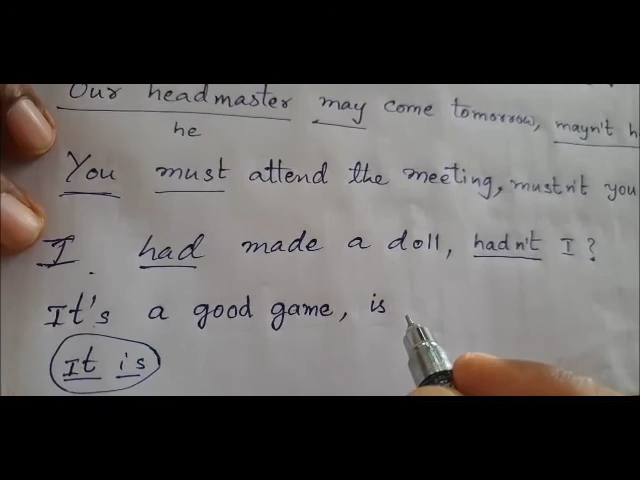 Our headmaster may come tomorrow, mayn't h
he
You must attend the meeting, mustn't you
I had made a doll, hadn't I?
It's a good game, is
It is